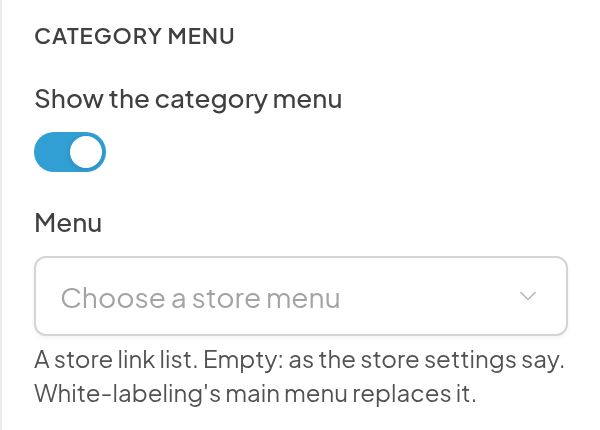 CATEGORY MENU
Show the category menu
Menu
Choose a store menu
A store link list. Empty: as the store settings say.
White-labeling's main menu replaces it.